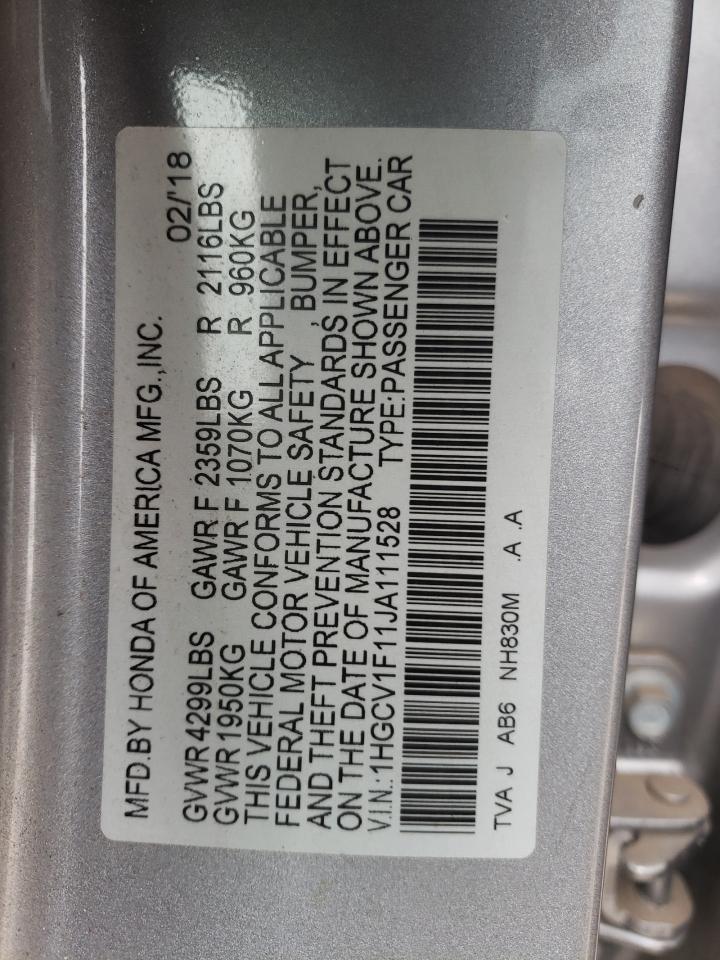 MFD.BY HONDA OF AMERICA MFG.,INC.
02/'18
GVWR 4299LBS GAWR F 2359LBS R 2116LBS
GVWR 1950KG GAWR F 1070KG R 960KG
THIS VEHICLE CONFORMS TO ALL APPLICABLE
FEDERAL MOTOR VEHICLE SAFETY , BUMPER,
AND THEFT PREVENTION STANDARDS IN EFFECT
ON THE DATE OF MANUFACTURE SHOWN ABOVE.
V.I.N.:1HGCV1F11JA111528 TYPE:PASSENGER CAR
TVA J AB6 NH830M .A .A